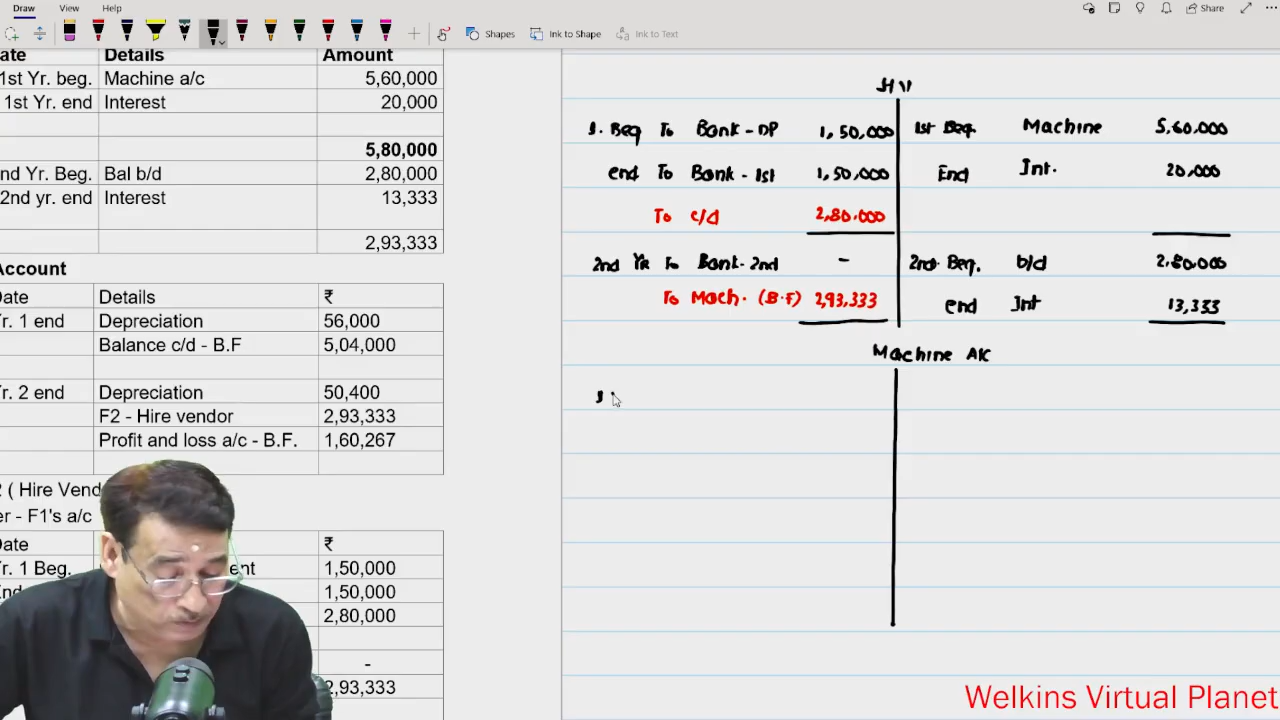 Draw View Help Share
Shapes Ink to Shape Ink to Text
ate Details Amount
1st Yr. beg. Machine a/c 5,60,000
1st Yr. end Interest 20,000
5,80,000
nd Yr. Beg. Bal b/d 2,80,000
2nd yr. end Interest 13,333
2,93,333
Account
Date Details ₹
Yr. 1 end Depreciation 56,000
Balance c/d - B.F 5,04,000
Yr. 2 end Depreciation 50,400
F2 - Hire vendor 2,93,333
Profit and loss a/c - B.F. 1,60,267
2 ( Hire Vend
er - F1's a/c
Date ₹
Yr. 1 Beg. ent 1,50,000
nd 1,50,000
2,80,000
-
2,93,333
HV
1. Beg To Bank - DP 1,50,000 1st Beg. Machine 5,60,000
end To Bank - 1st 1,50,000 End Int. 20,000
To c/d 2,80,000
2nd Yr To Bank-2nd - 2nd Beg. b/d 2,80,000
To Mach. (B.F) 2,93,333 end Int 13,333
Machine A/C
1
Welkins Virtual Planet